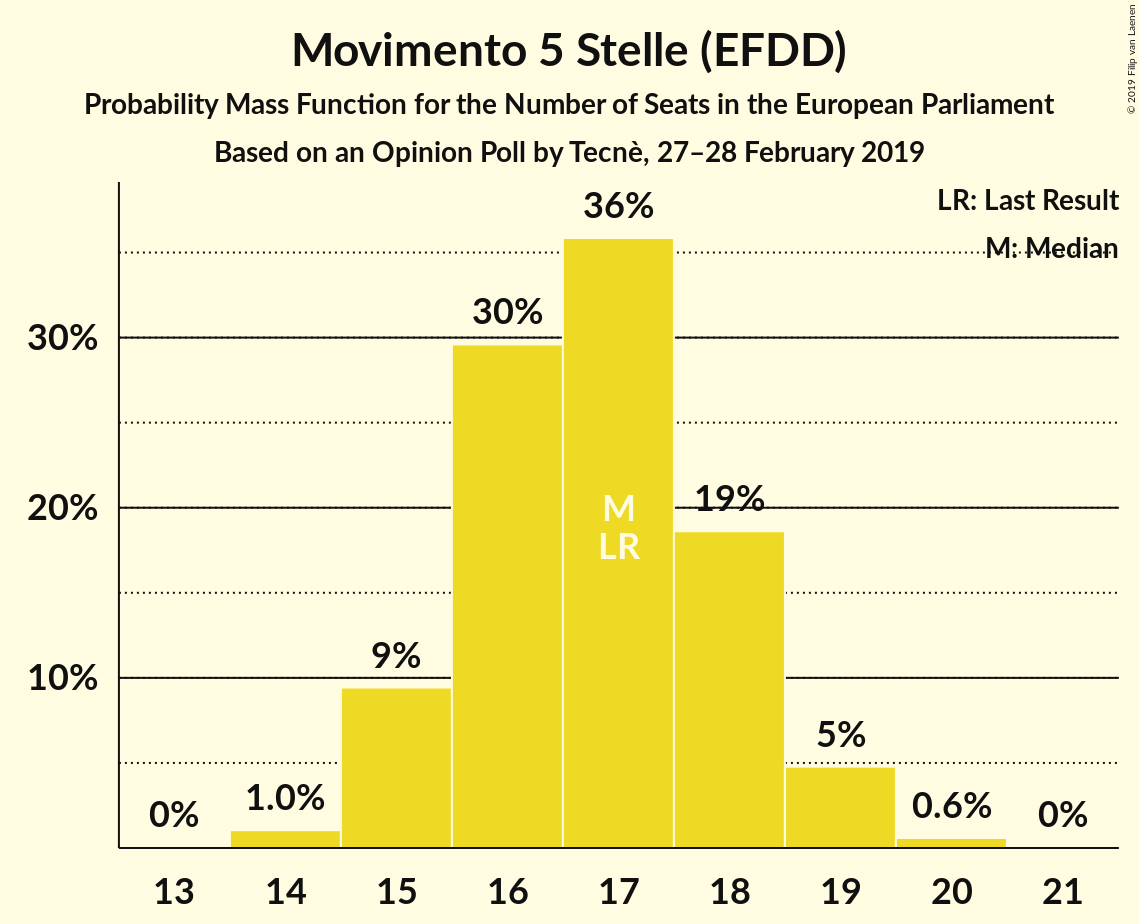 Movimento 5 Stelle (EFDD)
Probability Mass Function for the Number of Seats in the European Parliament
Based on an Opinion Poll by Tecnè, 27–28 February 2019
© 2019 Filip van Laenen
LR: Last Result
M: Median
36%
30%
30%
20%
19%
M
LR
9%
10%
5%
1.0%
0.6%
0%
0%
13 14 15 16 17 18 19 20 21